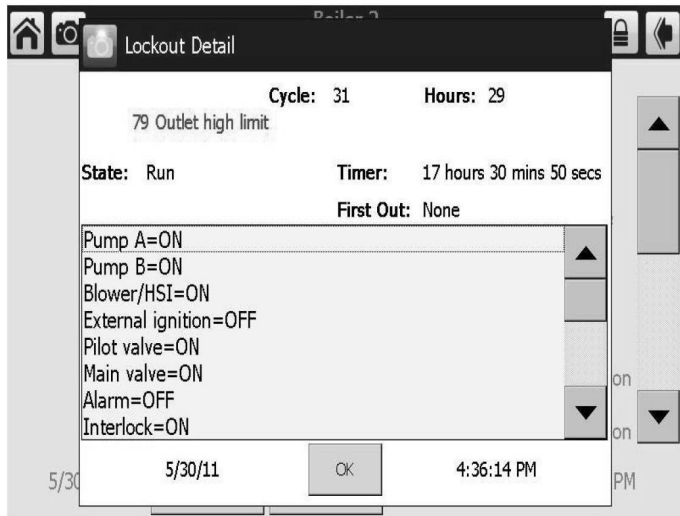 Lockout Detail
Cycle: 31 Hours: 29
79 Outlet high limit
State: Run Timer: 17 hours 30 mins 50 secs
First Out: None
Pump A=ON
Pump B=ON
Blower/HSI=ON
External ignition=OFF
Pilot valve=ON
Main valve=ON
on
Alarm=OFF
Interlock=ON
on
5/30/11 OK 4:36:14 PM
5/30 PM